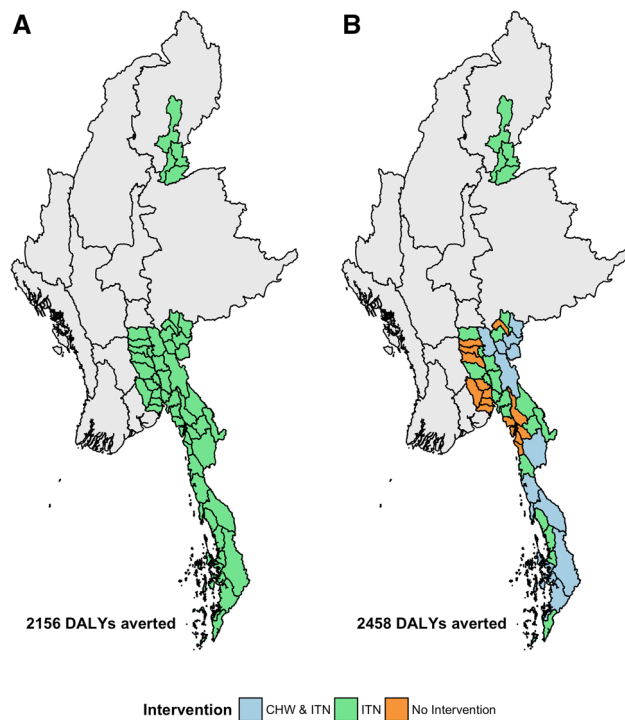 A
B
2156 DALYs averted
2458 DALYs averted
Intervention CHW & ITN ITN No Intervention